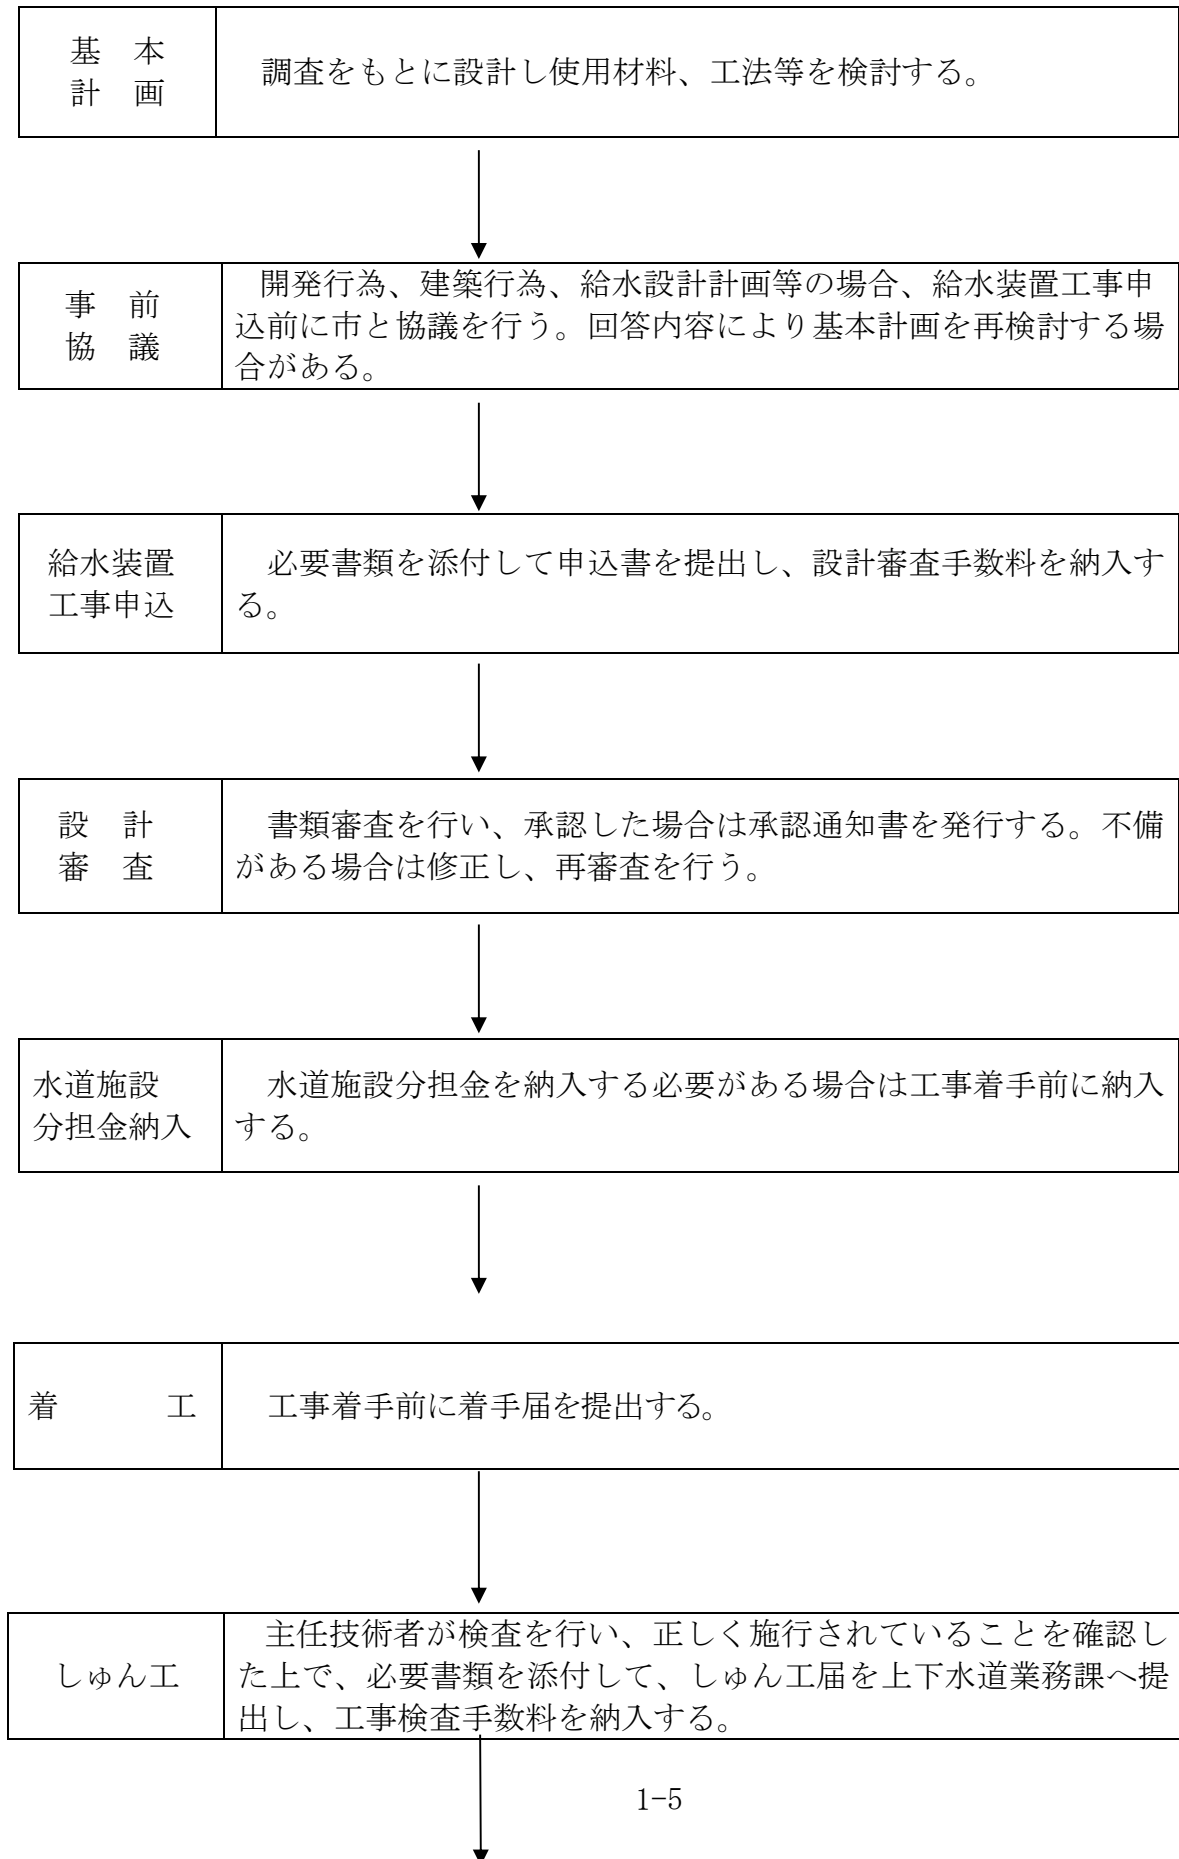 基　本
計　画
調査をもとに設計し使用材料、工法等を検討する。
事　前
協　議
開発行為、建築行為、給水設計計画等の場合、給水装置工事申
込前に市と協議を行う。回答内容により基本計画を再検討する場
合がある。
給水装置
工事申込
必要書類を添付して申込書を提出し、設計審査手数料を納入す
る。
設　計
審　査
書類審査を行い、承認した場合は承認通知書を発行する。不備
がある場合は修正し、再審査を行う。
水道施設
分担金納入
水道施設分担金を納入する必要がある場合は工事着手前に納入
する。
着　　　工
工事着手前に着手届を提出する。
しゅん工
主任技術者が検査を行い、正しく施行されていることを確認し
た上で、必要書類を添付して、しゅん工届を上下水道業務課へ提
出し、工事検査手数料を納入する。
1-5